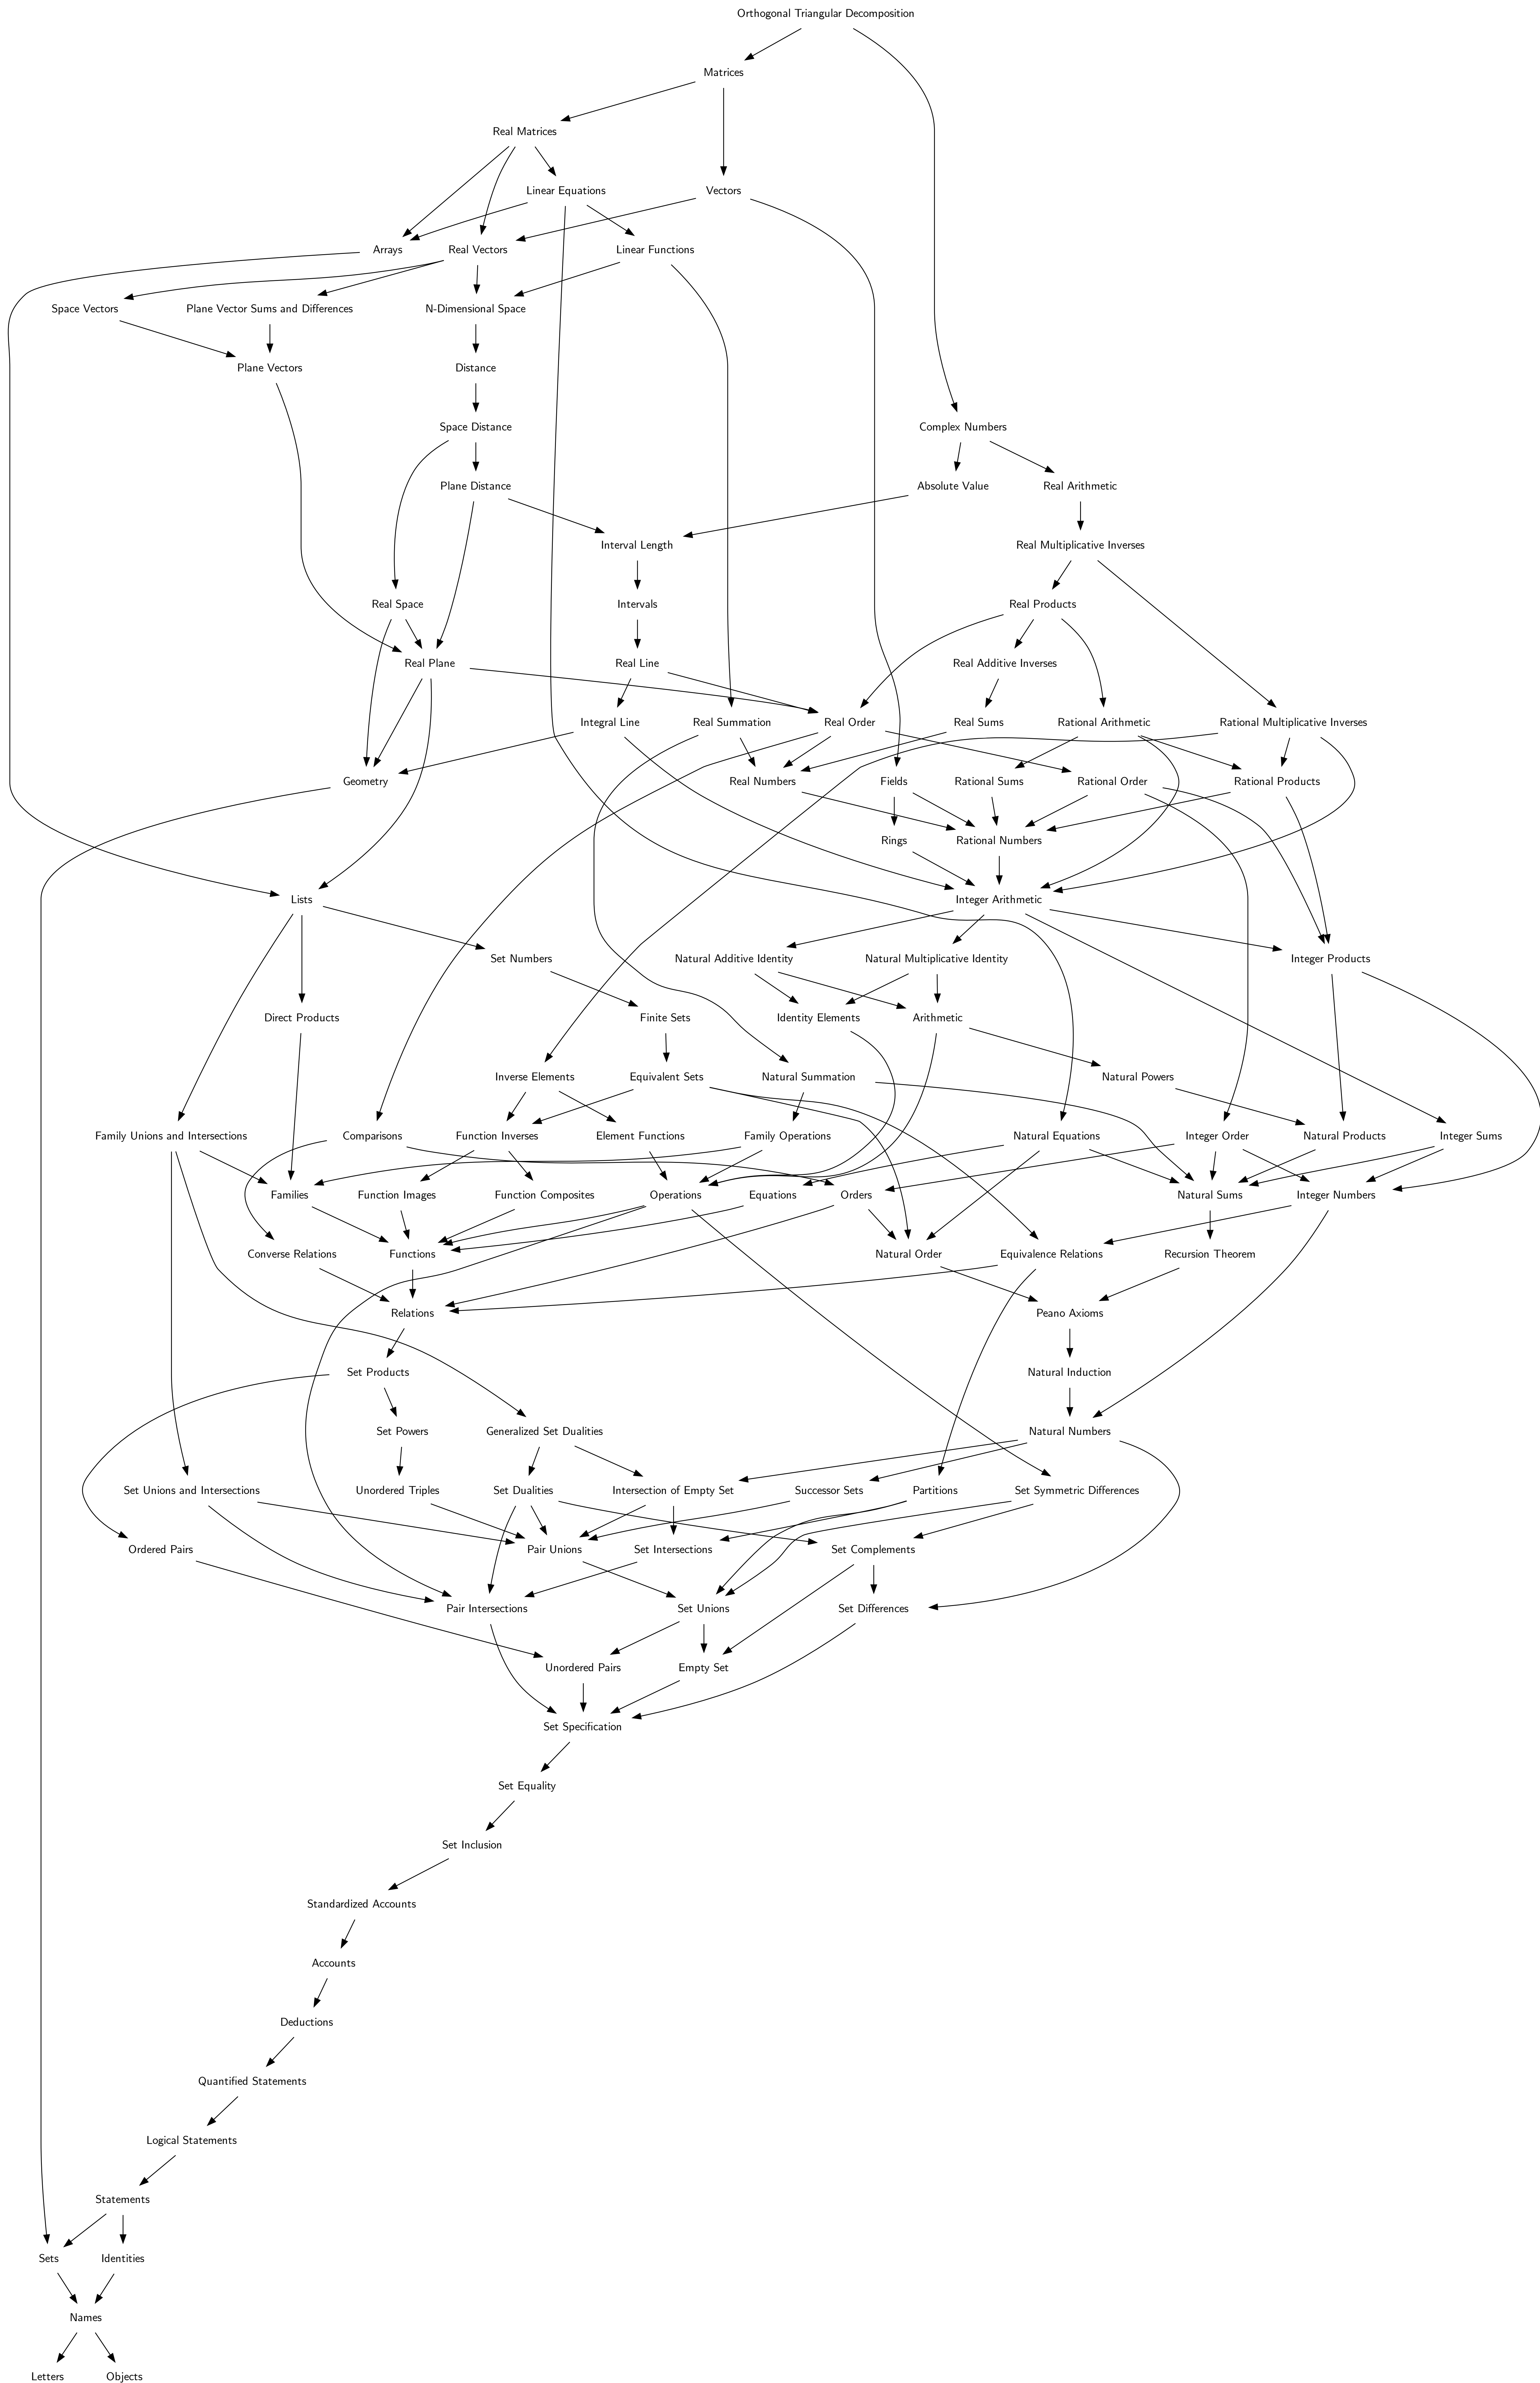 Orthogonal Triangular Decomposition
Matrices
Real Matrices
Linear Equations
Vectors
Arrays
Real Vectors
Linear Functions
Space Vectors
Plane Vector Sums and Differences
N-Dimensional Space
Plane Vectors
Distance
Space Distance
Complex Numbers
Plane Distance
Absolute Value
Real Arithmetic
Interval Length
Real Multiplicative Inverses
Real Space
Intervals
Real Products
Real Plane
Real Line
Real Additive Inverses
Integral Line
Real Summation
Real Order
Real Sums
Rational Arithmetic
Rational Multiplicative Inverses
Geometry
Real Numbers
Fields
Rational Sums
Rational Order
Rational Products
Rings
Rational Numbers
Lists
Integer Arithmetic
Set Numbers
Natural Additive Identity
Natural Multiplicative Identity
Integer Products
Direct Products
Finite Sets
Identity Elements
Arithmetic
Inverse Elements
Equivalent Sets
Natural Summation
Natural Powers
Family Unions and Intersections
Comparisons
Function Inverses
Element Functions
Family Operations
Natural Equations
Integer Order
Natural Products
Integer Sums
Families
Function Images
Function Composites
Operations
Equations
Orders
Natural Sums
Integer Numbers
Converse Relations
Functions
Natural Order
Equivalence Relations
Recursion Theorem
Relations
Peano Axioms
Set Products
Natural Induction
Set Powers
Generalized Set Dualities
Natural Numbers
Set Unions and Intersections
Unordered Triples
Set Dualities
Intersection of Empty Set
Successor Sets
Partitions
Set Symmetric Differences
Ordered Pairs
Pair Unions
Set Intersections
Set Complements
Pair Intersections
Set Unions
Set Differences
Unordered Pairs
Empty Set
Set Specification
Set Equality
Set Inclusion
Standardized Accounts
Accounts
Deductions
Quantified Statements
Logical Statements
Statements
Sets
Identities
Names
Letters
Objects